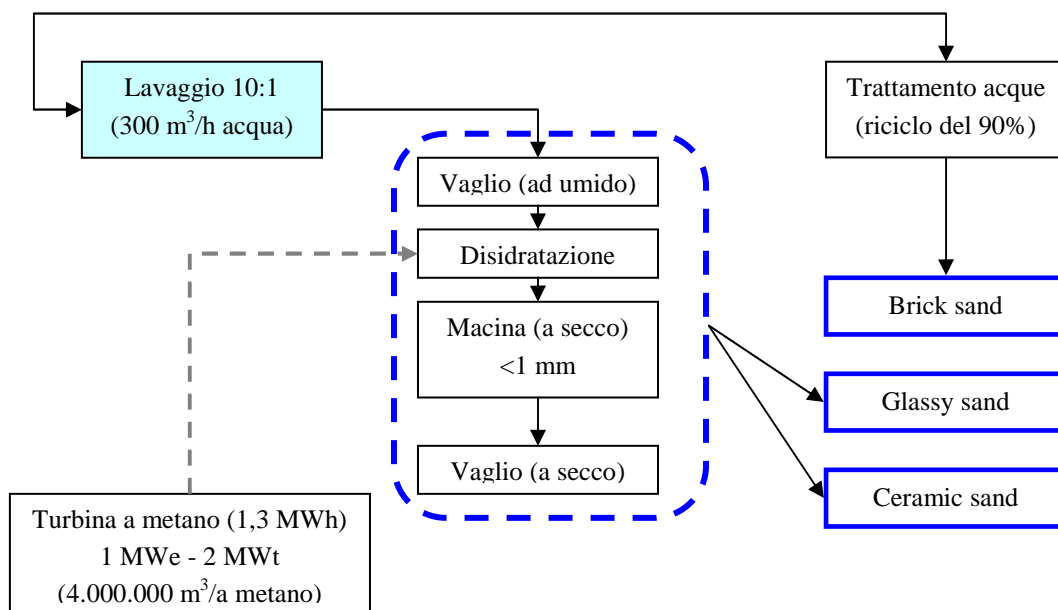 Lavaggio 10:1
(300 m³/h acqua)
Trattamento acque
(riciclo del 90%)
Vaglio (ad umido)
Disidratazione
Macina (a secco)
<1 mm
Vaglio (a secco)
Brick sand
Glassy sand
Ceramic sand
Turbina a metano (1,3 MWh)
1 MWe - 2 MWt
(4.000.000 m³/a metano)